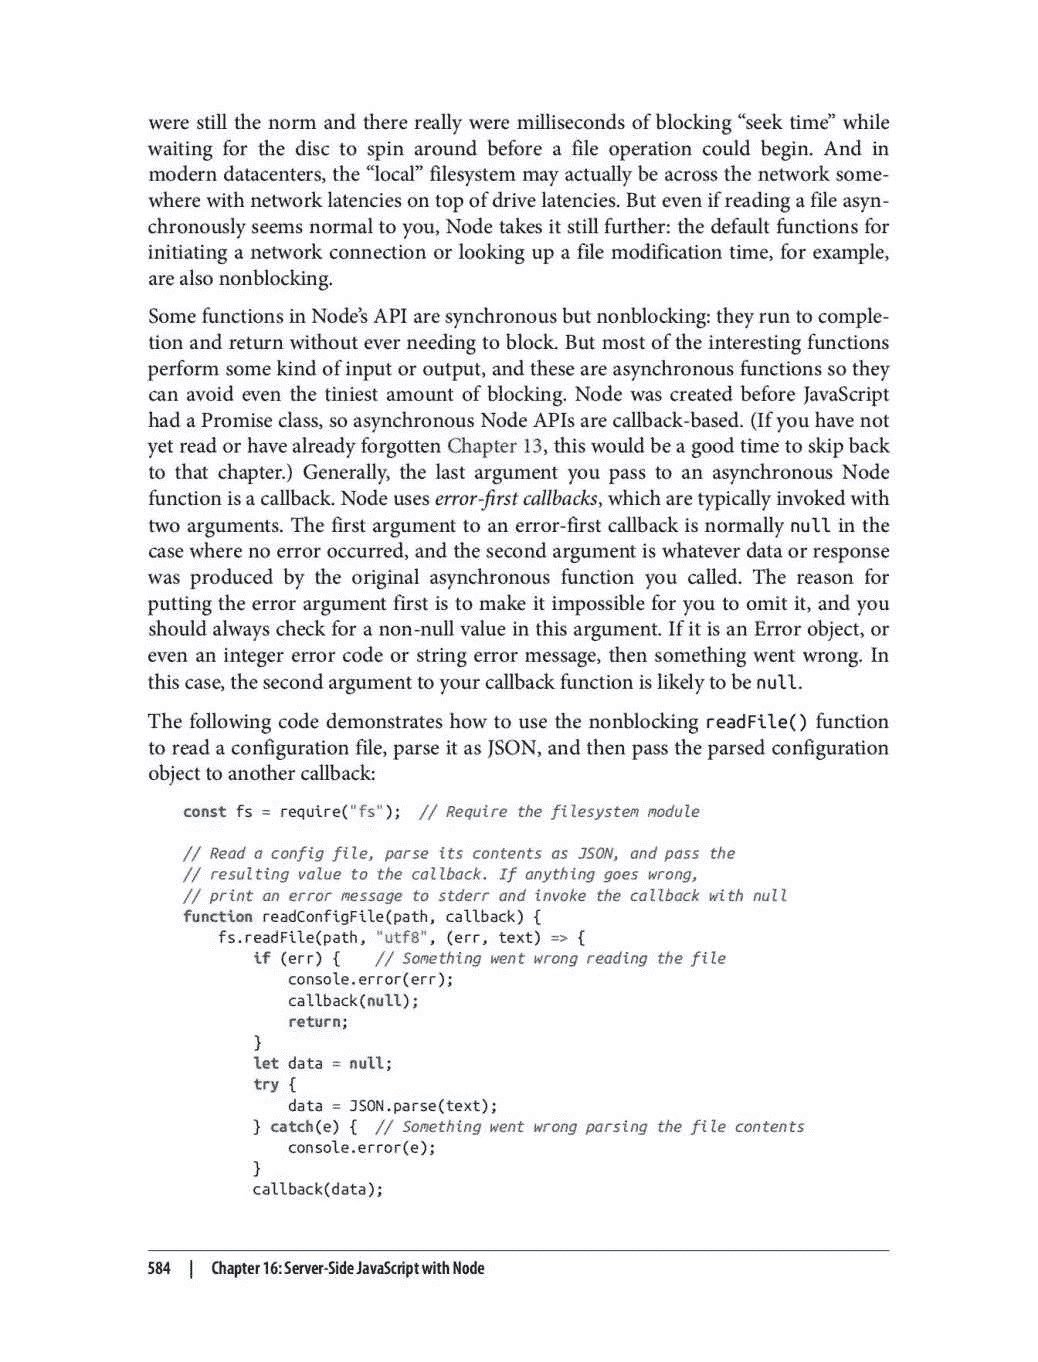 were still the norm and there really were milliseconds of blocking “seek time” while
waiting for the disc to spin around before a file operation could begin. And in
modern datacenters, the “local” filesystem may actually be across the network some-
where with network latencies on top of drive latencies. But even if reading a file asyn-
chronously seems normal to you, Node takes it still further: the default functions for
initiating a network connection or looking up a file modification time, for example,
are also nonblocking.
Some functions in Node’s API are synchronous but nonblocking: they run to comple-
tion and return without ever needing to block. But most of the interesting functions
perform some kind of input or output, and these are asynchronous functions so they
can avoid even the tiniest amount of blocking. Node was created before JavaScript
had a Promise class, so asynchronous Node APIs are callback-based. (If you have not
yet read or have already forgotten Chapter 13, this would be a good time to skip back
to that chapter.) Generally, the last argument you pass to an asynchronous Node
function is a callback. Node uses error-first callbacks, which are typically invoked with
two arguments. The first argument to an error-first callback is normally null in the
case where no error occurred, and the second argument is whatever data or response
was produced by the original asynchronous function you called. The reason for
putting the error argument first is to make it impossible for you to omit it, and you
should always check for a non-null value in this argument. If it is an Error object, or
even an integer error code or string error message, then something went wrong. In
this case, the second argument to your callback function is likely to be null.
The following code demonstrates how to use the nonblocking readFile() function
to read a configuration file, parse it as JSON, and then pass the parsed configuration
object to another callback:
const fs = require("fs");  // Require the filesystem module
// Read a config file, parse its contents as JSON, and pass the
// resulting value to the callback. If anything goes wrong,
// print an error message to stderr and invoke the callback with null
function readConfigFile(path, callback) {
    fs.readFile(path, "utf8", (err, text) => {
        if (err) {    // Something went wrong reading the file
            console.error(err);
            callback(null);
            return;
        }
        let data = null;
        try {
            data = JSON.parse(text);
        } catch(e) {  // Something went wrong parsing the file contents
            console.error(e);
        }
        callback(data);
584 | Chapter 16: Server-Side JavaScript with Node